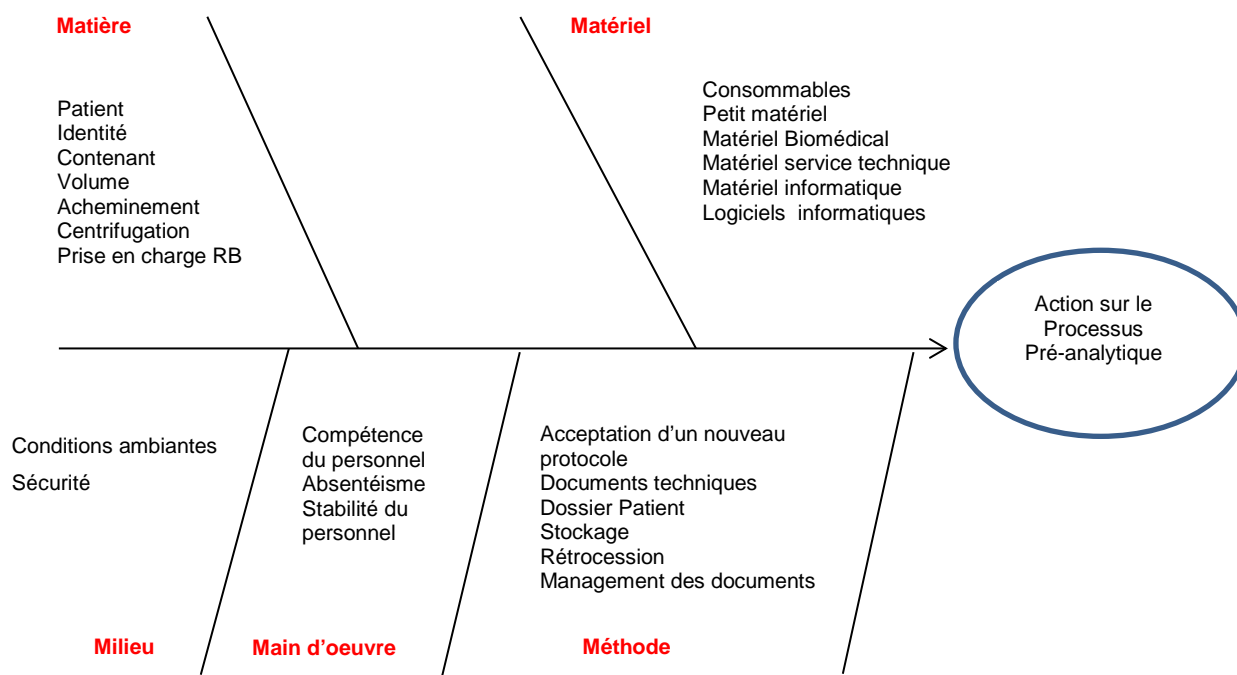 Matière
Patient
Identité
Contenant
Volume
Acheminement
Centrifugation
Prise en charge RB
Matériel
Consommables
Petit matériel
Matériel Biomédical
Matériel service technique
Matériel informatique
Logiciels informatiques
Action sur le
Processus
Pré-analytique
Conditions ambiantes
Sécurité
Milieu
Compétence
du personnel
Absentéisme
Stabilité du
personnel
Main d'oeuvre
Acceptation d'un nouveau
protocole
Documents techniques
Dossier Patient
Stockage
Rétrocession
Management des documents
Méthode